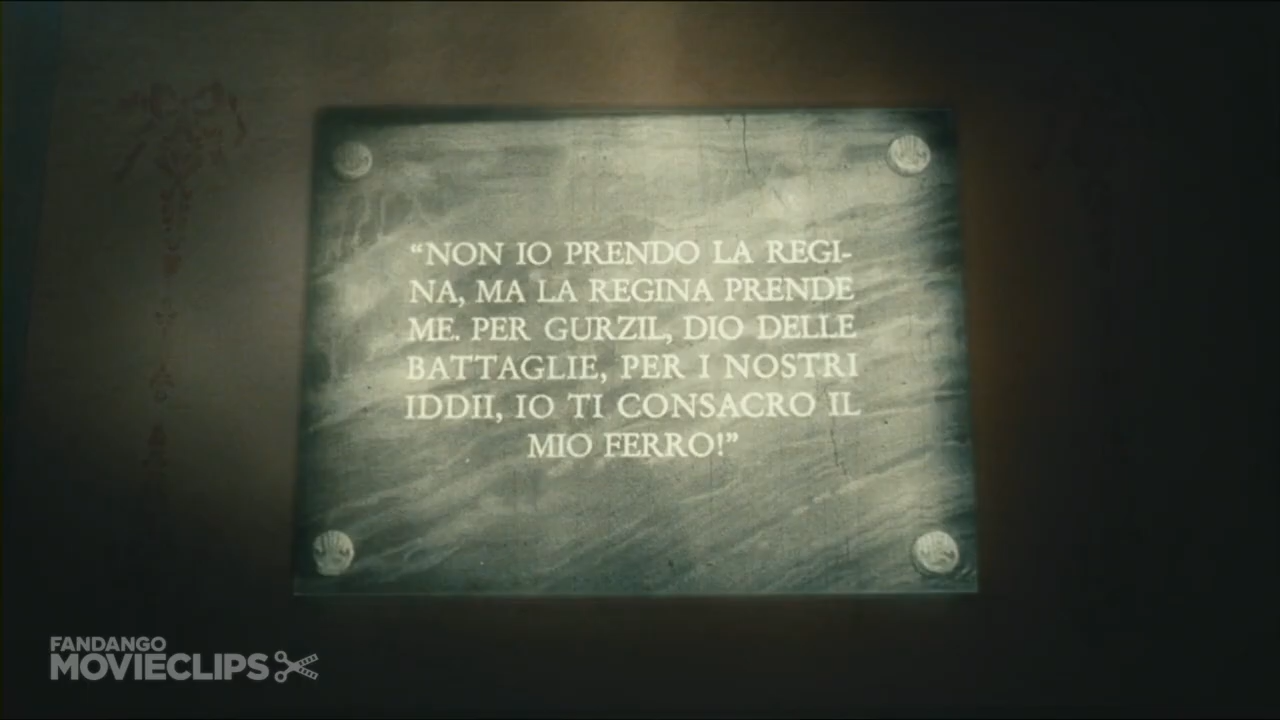 “NON IO PRENDO LA REGI-
NA, MA LA REGINA PRENDE
ME. PER GURZIL, DIO DELLE
BATTAGLIE, PER I NOSTRI
IDDII, IO TI CONSACRO IL
MIO FERRO!”
FANDANGO
MOVIECLIPS